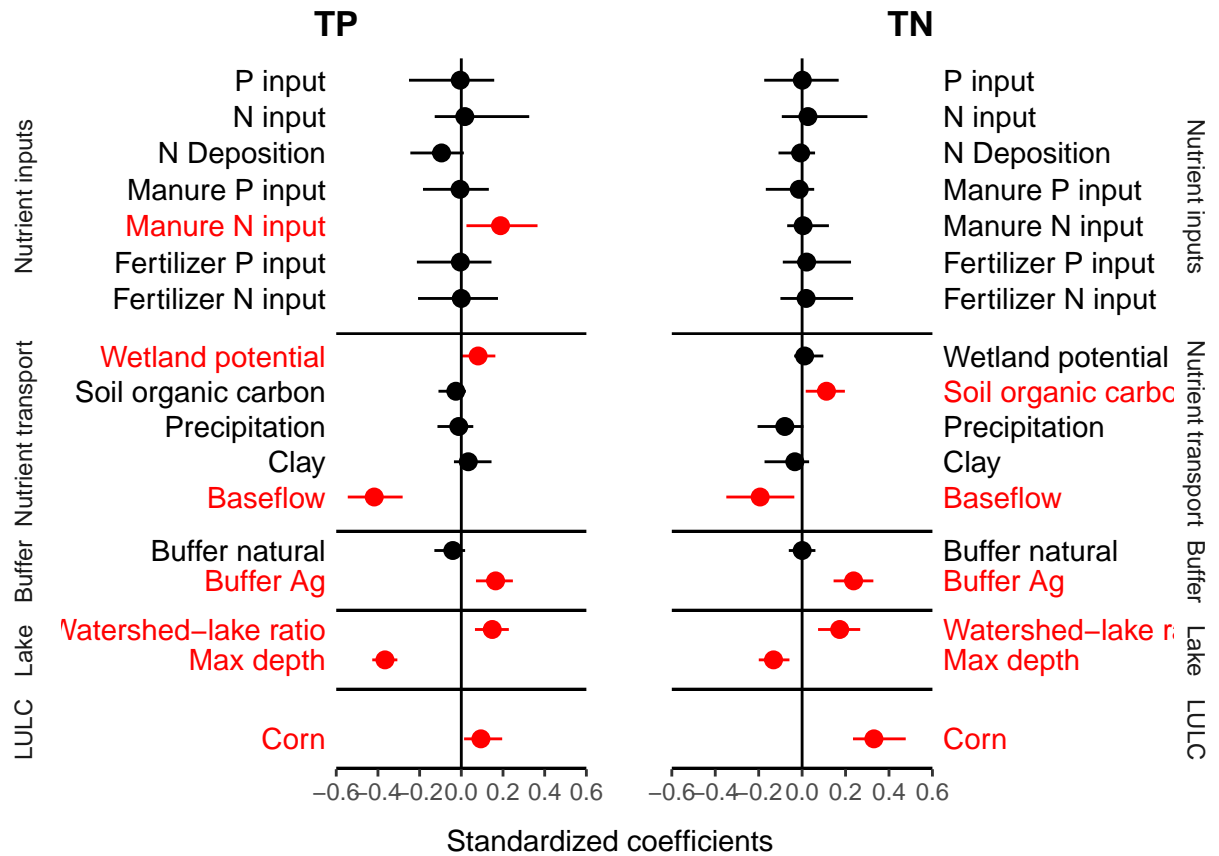 TP
TN
P input
N input
N Deposition
Manure P input
Manure N input
Fertilizer P input
Fertilizer N input
Nutrient inputs
Wetland potential
Soil organic carbon
Precipitation
Clay
Baseflow
Nutrient transport
Buffer natural
Buffer Ag
Buffer
Watershed−lake ratio
Max depth
Lake
Corn
LULC
−0.6 −0.4 −0.2 0.0 0.2 0.4 0.6
P input
N input
N Deposition
Manure P input
Manure N input
Fertilizer P input
Fertilizer N input
Nutrient inputs
Wetland potential
Soil organic carbo
Precipitation
Clay
Baseflow
Nutrient transport
Buffer natural
Buffer Ag
Buffer
Watershed−lake ra
Max depth
Lake
Corn
LULC
−0.6 −0.4 −0.2 0.0 0.2 0.4 0.6
Standardized coefficients